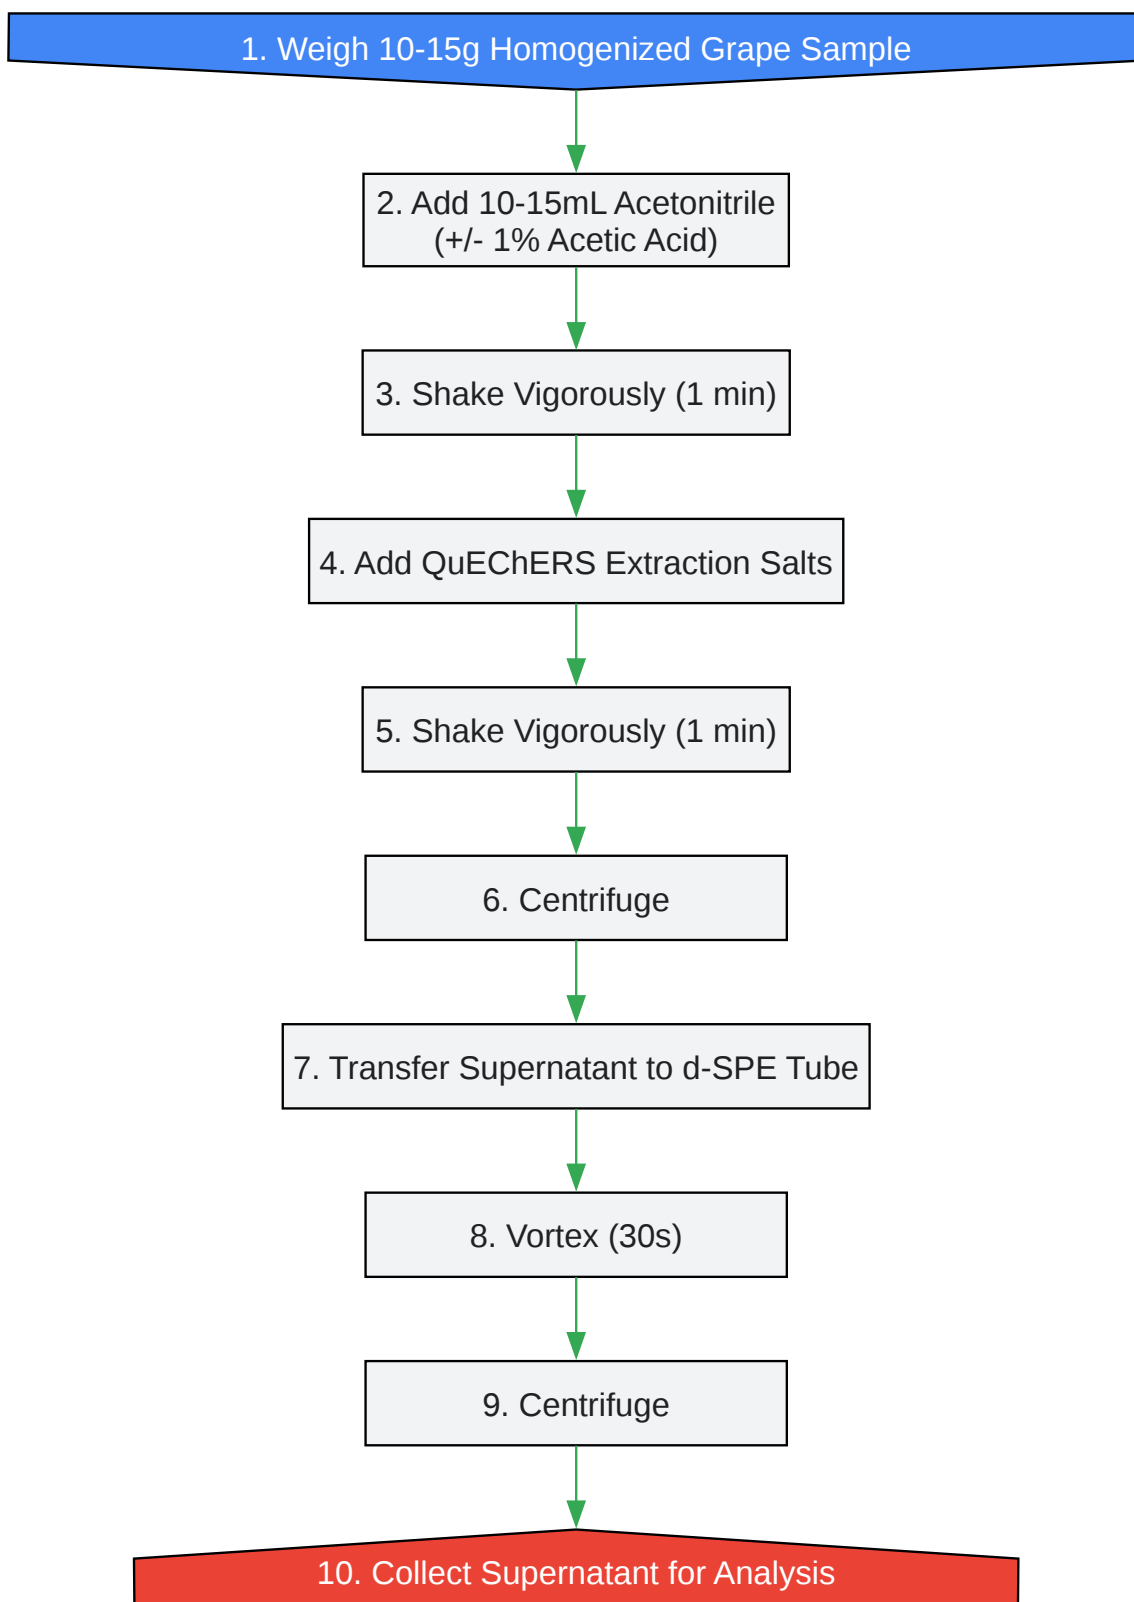 1. Weigh 10-15g Homogenized Grape Sample
2. Add 10-15mL Acetonitrile
(+/- 1% Acetic Acid)
3. Shake Vigorously (1 min)
4. Add QuEChERS Extraction Salts
5. Shake Vigorously (1 min)
6. Centrifuge
7. Transfer Supernatant to d-SPE Tube
8. Vortex (30s)
9. Centrifuge
10. Collect Supernatant for Analysis